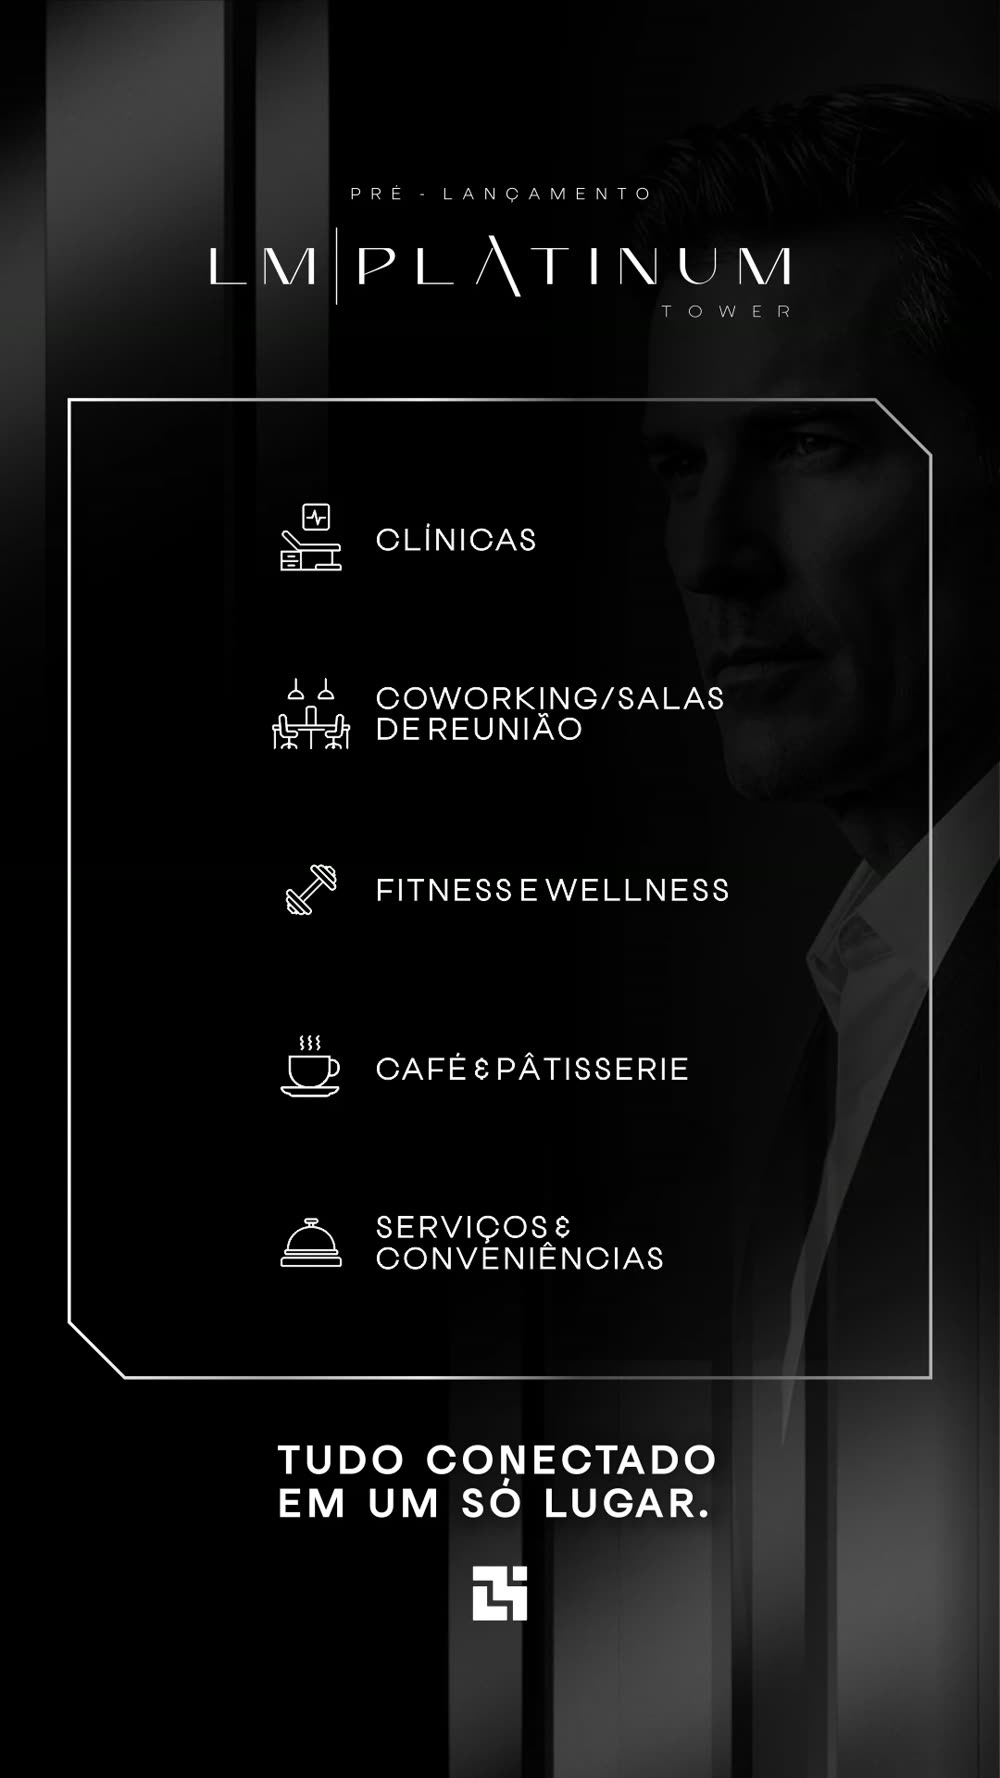 PRÉ - LANÇAMENTO
LM|PLATINUM
TOWER
CLÍNICAS
COWORKING/SALAS
DE REUNIÃO
FITNESS E WELLNESS
CAFÉ & PÂTISSERIE
SERVIÇOS &
CONVENIÊNCIAS
TUDO CONECTADO
EM UM SÓ LUGAR.